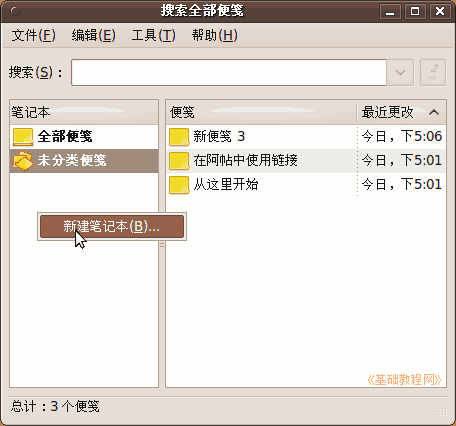 搜索全部便笺
文件(F) 编辑(E) 工具(T) 帮助(H)
搜索(S)：
笔记本 便笺 最近更改
全部便笺 新便笺 3 今日，下5:06
未分类便笺 在阿帖中使用链接 今日，下5:01
从这里开始 今日，下5:01
新建笔记本(B)...
《基础教程网》
总计：3 个便笺